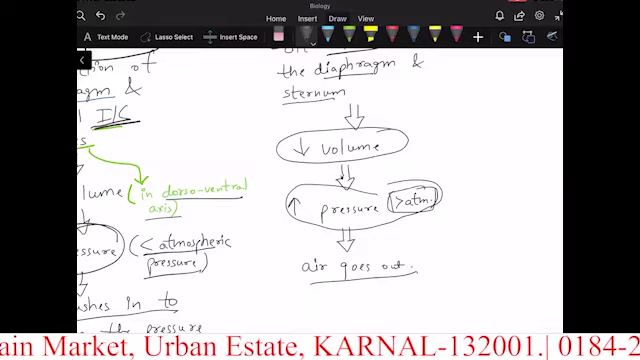 Biology
Home Insert Draw View
Text Mode Lasso Select Insert Space
of
&
I/C
(in dorso-ventral
axis)
(< atmospheric
pressure)
in to
the pressure
the diaphragm &
sternum
↓ volume
↑ pressure > atm.
air goes out.
ain Market, Urban Estate, KARNAL-132001.| 0184-2